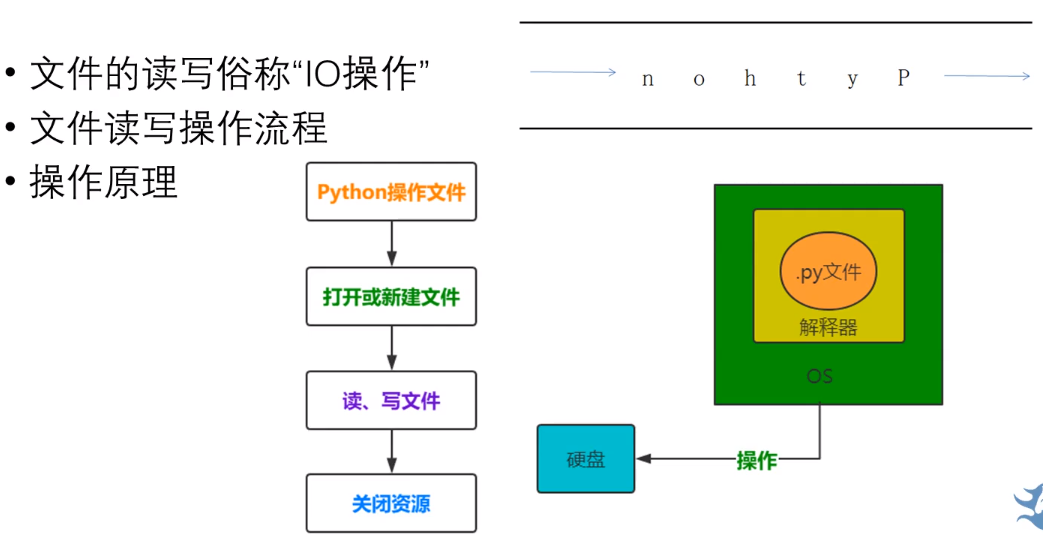 • 文件的读写俗称“IO操作”
• 文件读写操作流程
• 操作原理
n o h t y P
Python操作文件
打开或新建文件
读、写文件
关闭资源
.py文件
解释器
OS
硬盘
操作